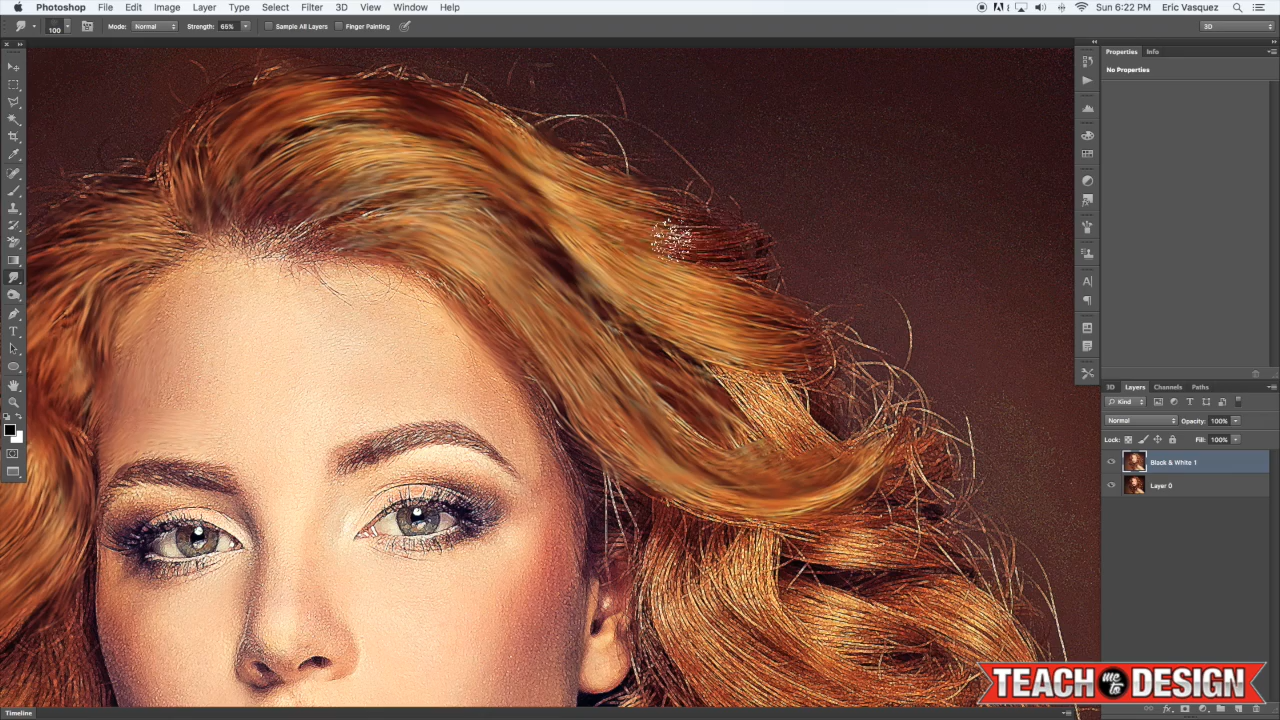 Photoshop File Edit Image Layer Type Select Filter 3D View Window Help Sun 6:22 PM Eric Vasquez
100 Mode: Normal Strength: 65% Sample All Layers Finger Painting 3D
Properties Info
No Properties
3D Layers Channels Paths
Kind
Normal Opacity: 100%
Lock: Fill: 100%
Black & White 1
Layer 0
TEACH me to DESIGN
fx
Timeline